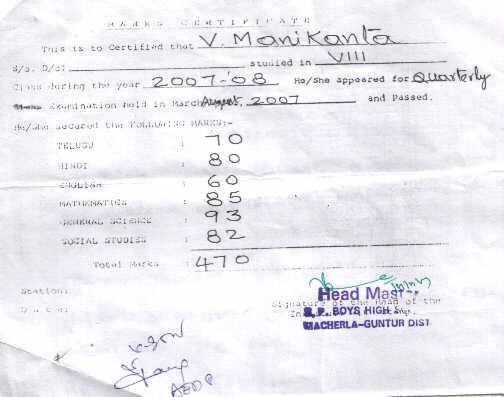 MARKS CERTIFICATE
This is to Certified that V. Manikanta
S/o. D/o: studied in VIII
Class during the year 2007-'08 He/She appeared for Quarterly
Examination Held in March August, 2007 and Passed.
He/She secured the FOLLOWING MARKS:-
TELUGU : 70
HINDI : 80
ENGLISH : 60
MATHEMATICS : 85
GENERAL SCIENCE : 93
SOCIAL STUDIES : 82
Total Marks : 470
Station:
Date:
Signature of the Head of the
Head Mast
Z.P. BOYS HIGH S
MACHERLA-GUNTUR DIST